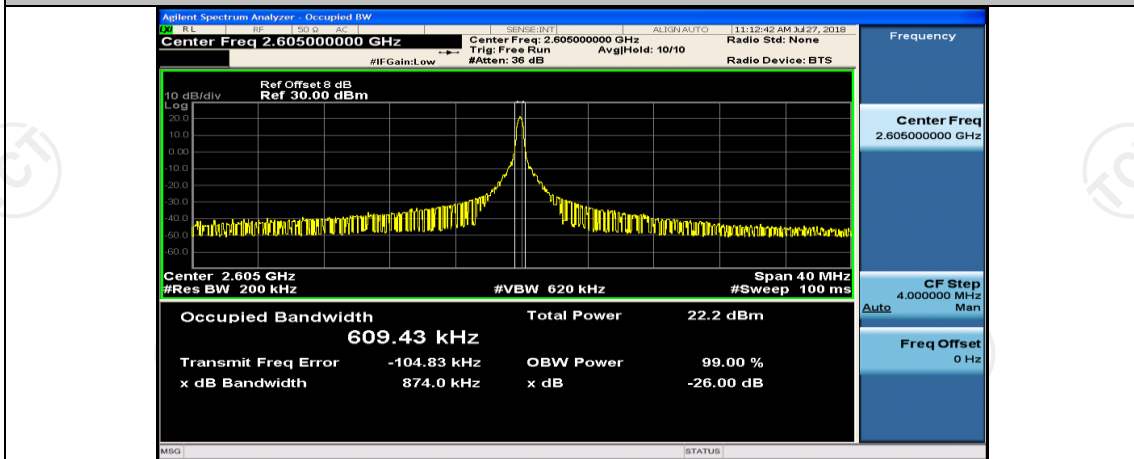 Agilent Spectrum Analyzer - Occupied BW
LXI RL RF 50 Ω AC SENSE:INT ALIGN AUTO 11:12:42 AM Jul 27, 2018
Center Freq 2.605000000 GHz Center Freq: 2.605000000 GHz Radio Std: None Frequency
Trig: Free Run Avg|Hold: 10/10
#IFGain:Low #Atten: 36 dB Radio Device: BTS
Ref Offset 8 dB
10 dB/div Ref 30.00 dBm
Log
20.0
10.0
0.00
-10.0
-20.0
-30.0
-40.0
-50.0
-60.0
Center 2.605 GHz Span 40 MHz
#Res BW 200 kHz #VBW 620 kHz #Sweep 100 ms
Occupied Bandwidth Total Power 22.2 dBm
609.43 kHz
Transmit Freq Error -104.83 kHz OBW Power 99.00 %
x dB Bandwidth 874.0 kHz x dB -26.00 dB
Center Freq
2.605000000 GHz
CF Step
4.000000 MHz
Auto Man
Freq Offset
0 Hz
MSG STATUS
TCT